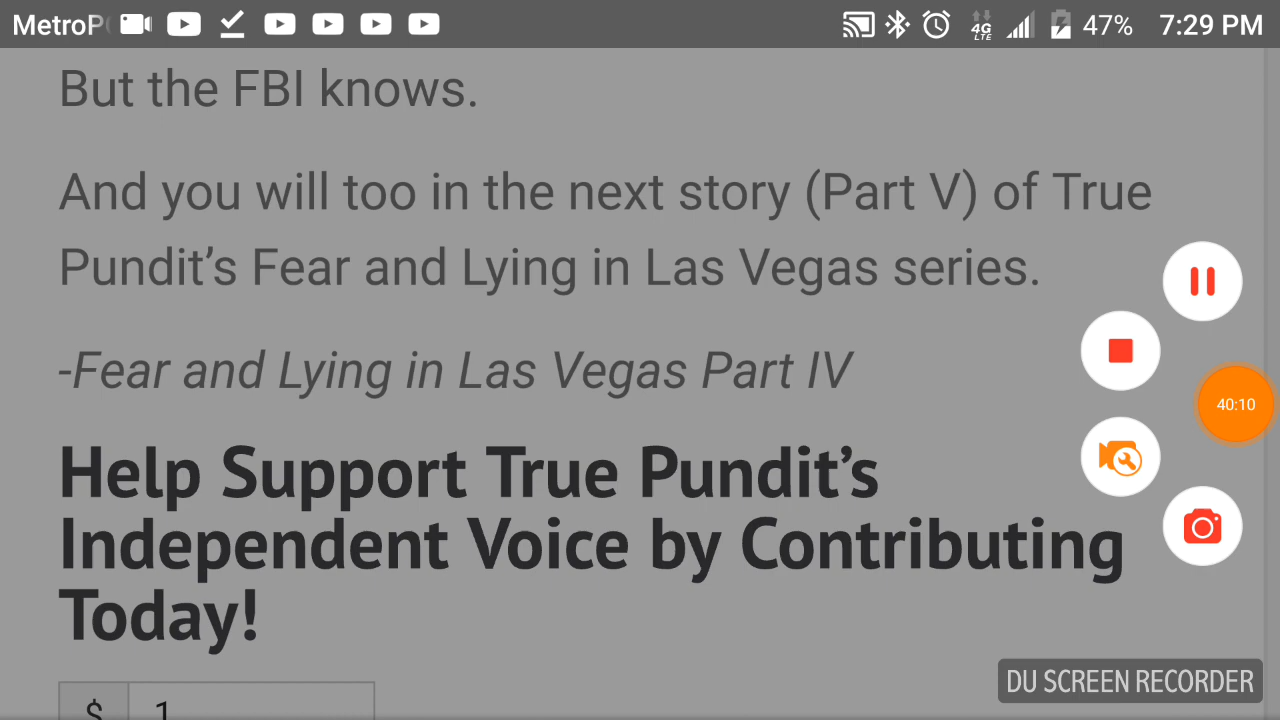 MetroP 47% 7:29 PM
4G
LTE
But the FBI knows.
And you will too in the next story (Part V) of True
Pundit’s Fear and Lying in Las Vegas series.
-Fear and Lying in Las Vegas Part IV
40:10
Help Support True Pundit’s
Independent Voice by Contributing
Today!
$ 1
DU SCREEN RECORDER